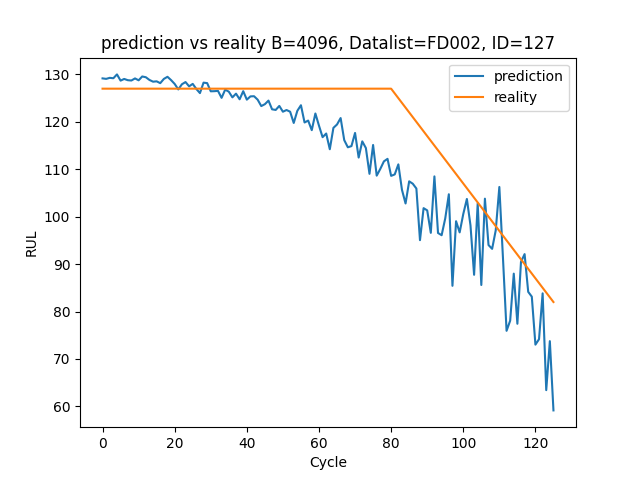 prediction vs reality B=4096, Datalist=FD002, ID=127
prediction
reality
RUL
130
120
110
100
90
80
70
60
0 20 40 60 80 100 120
Cycle